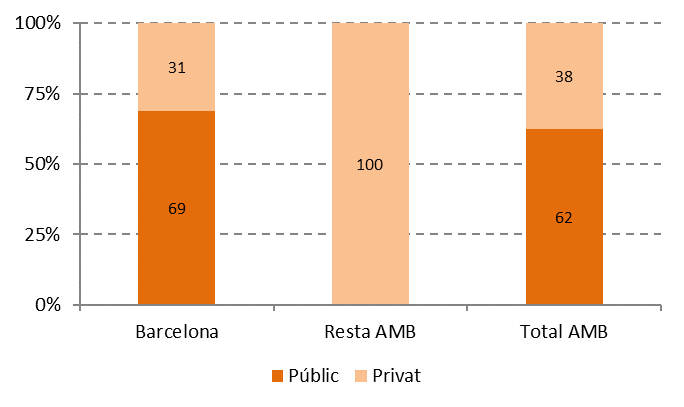 100%
31
38
75%
50%
100
69
62
25%
0%
Barcelona
Resta AMB
Total AMB
Públic
Privat